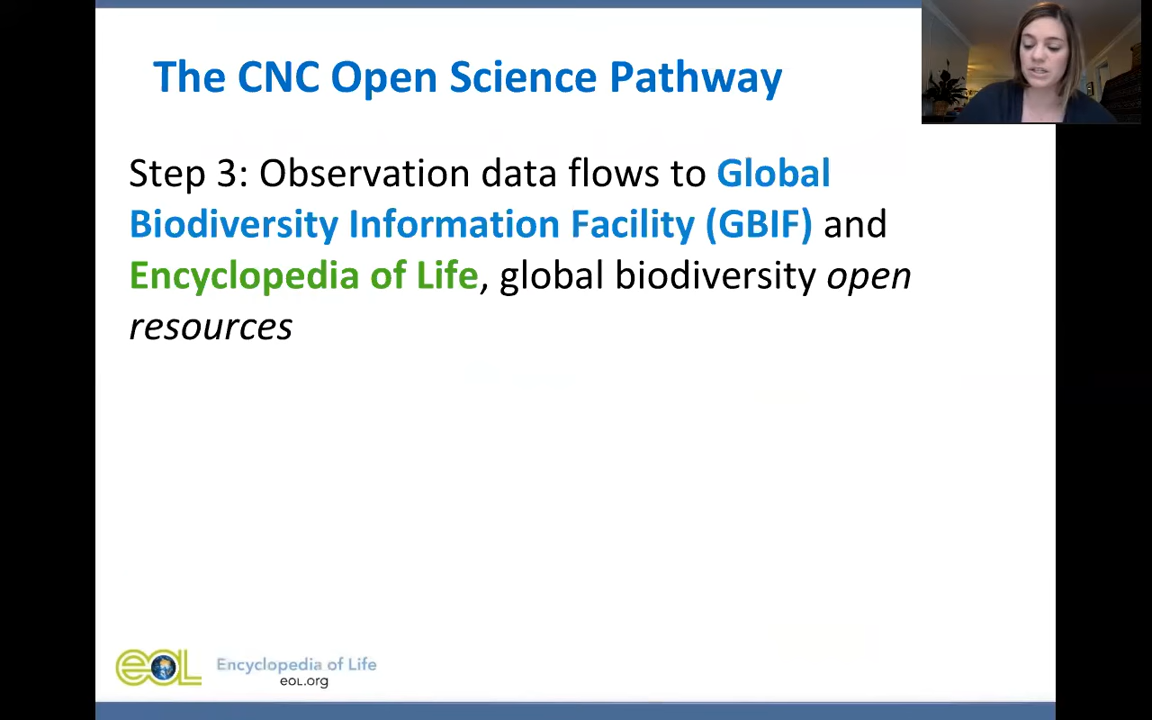 The CNC Open Science Pathway
Step 3: Observation data flows to Global
Biodiversity Information Facility (GBIF) and
Encyclopedia of Life, global biodiversity open
resources
eOL Encyclopedia of Life
eol.org